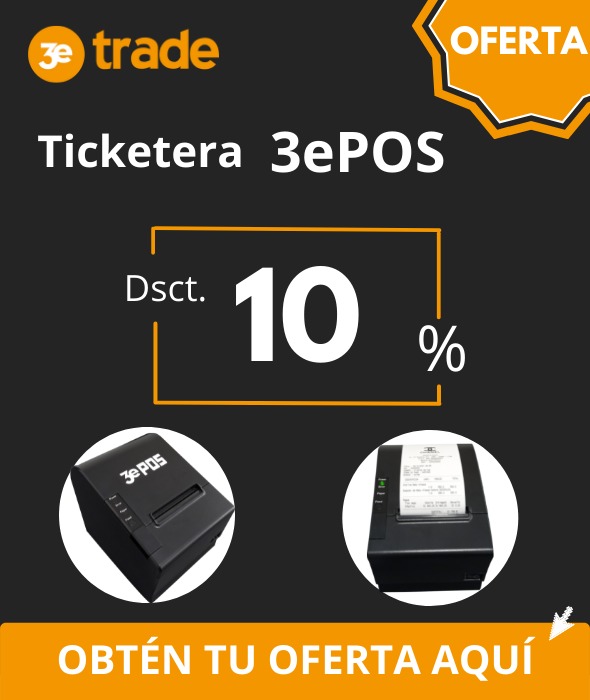 3e trade
OFERTA
Ticketera 3ePOS
Dsct. 10 %
3ePOS
OBTÉN TU OFERTA AQUÍ